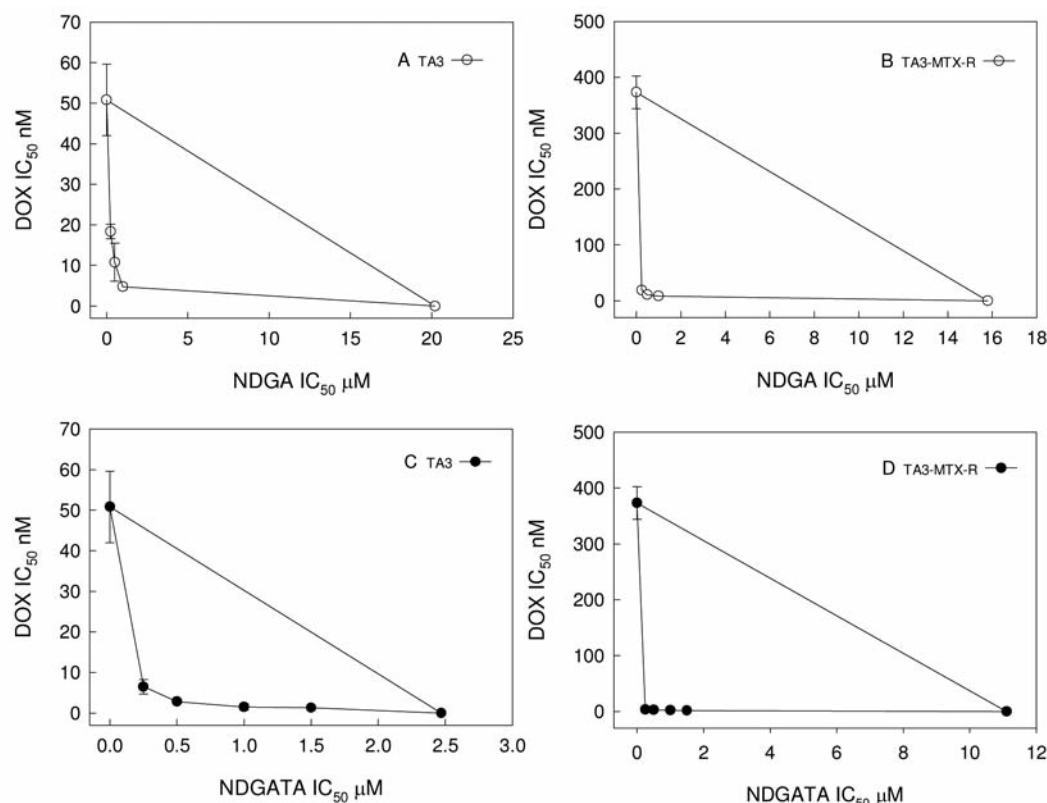 A TA3
70
60
50
40
30
20
10
0
DOX IC50 nM
0 5 10 15 20 25
NDGA IC50 μM
B TA3-MTX-R
500
400
300
200
100
0
DOX IC50 nM
0 2 4 6 8 10 12 14 16 18
NDGA IC50 μM
C TA3
70
60
50
40
30
20
10
0
DOX IC50 nM
0.0 0.5 1.0 1.5 2.0 2.5 3.0
NDGATA IC50 μM
D TA3-MTX-R
500
400
300
200
100
0
DOX IC50 nM
0 2 4 6 8 10 12
NDGATA IC50 μM